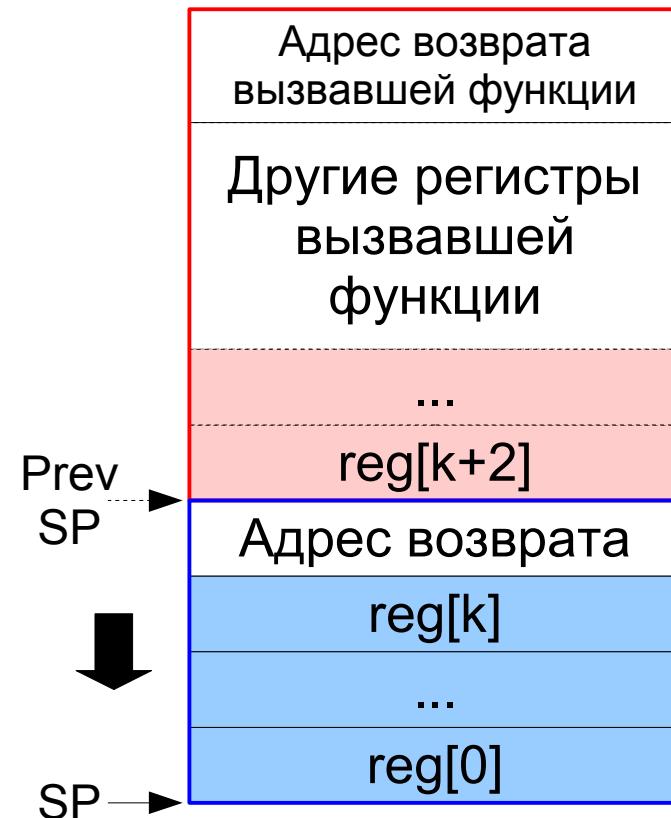 Адрес возврата
вызвавшей функции
Другие регистры
вызвавшей
функции
...
reg[k+2]
Prev
SP
Адрес возврата
reg[k]
...
reg[0]
SP